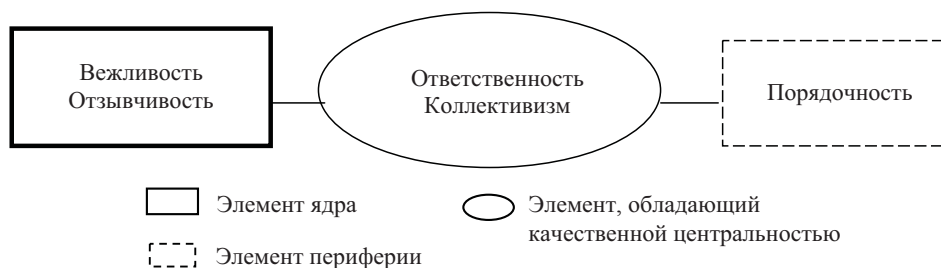 Вежливость
Отзывчивость
Ответственность
Коллективизм
Порядочность
Элемент ядра
Элемент, обладающий
качественной центральностью
Элемент периферии